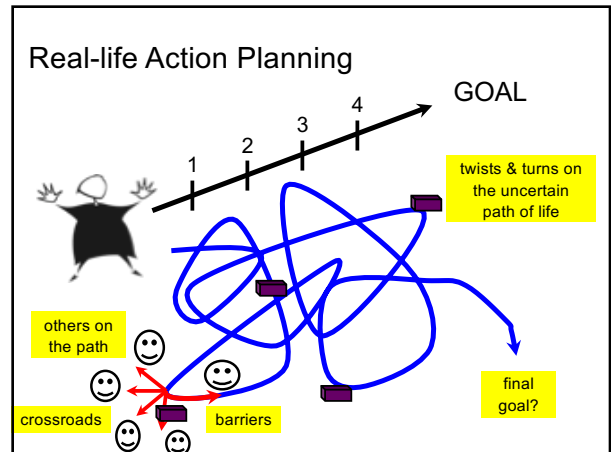 Real-life Action Planning
GOAL
4
3
2
1
twists & turns on
the uncertain
path of life
others on
the path
crossroads
barriers
final
goal?